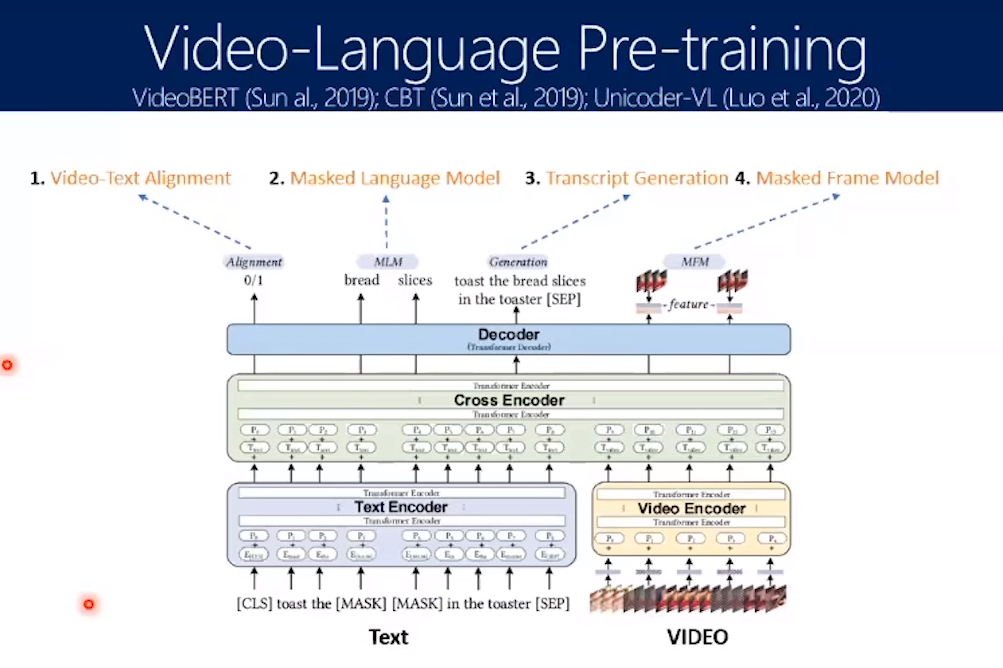 Video-Language Pre-training
VideoBERT (Sun al., 2019); CBT (Sun et al., 2019); Unicoder-VL (Luo et al., 2020)
1. Video-Text Alignment 2. Masked Language Model 3. Transcript Generation 4. Masked Frame Model
Alignment MLM Generation MFM
0/1 bread slices toast the bread slices
in the toaster [SEP]
-feature-
Decoder
(Transformer Decoder)
Transformer Encoder
Cross Encoder
Transformer Encoder
Transformer Encoder
Text Encoder
Transformer Encoder
Transformer Encoder
Video Encoder
Transformer Encoder
[CLS] toast the [MASK] [MASK] in the toaster [SEP]
Text VIDEO